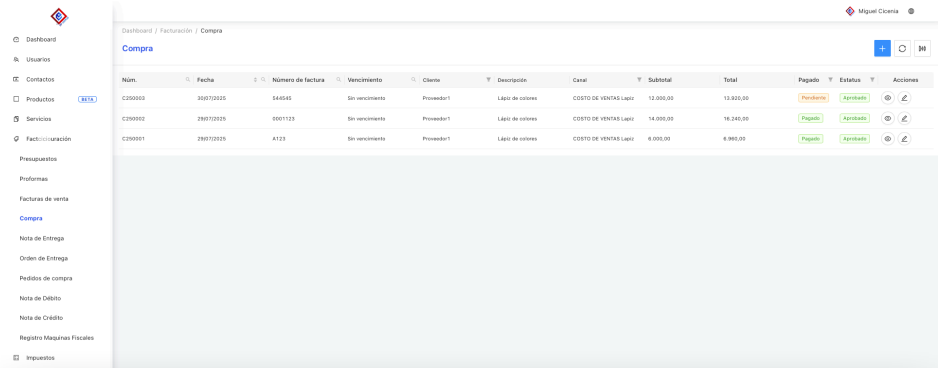 Miguel Cicenia
Dashboard / Facturación / Compra
Compra
Dashboard
Usuarios
Contactos
Productos BETA
Servicios
Facturación
Presupuestos
Proformas
Facturas de venta
Compra
Nota de Entrega
Orden de Entrega
Pedidos de compra
Nota de Débito
Nota de Crédito
Registro Maquinas Fiscales
Impuestos
Núm. Fecha Número de factura Vencimiento Cliente Descripción Canal Subtotal Total Pagado Estatus Acciones
C250003 30/07/2025 544545 Sin vencimiento Proveedor1 Lápiz de colores COSTO DE VENTAS Lapiz 12.000,00 13.920,00 Pendiente Aprobado
C250002 29/07/2025 0001123 Sin vencimiento Proveedor1 Lápiz de colores COSTO DE VENTAS Lapiz 14.000,00 16.240,00 Pagado Aprobado
C250001 29/07/2025 A123 Sin vencimiento Proveedor1 Lápiz de colores COSTO DE VENTAS Lapiz 6.000,00 6.960,00 Pagado Aprobado